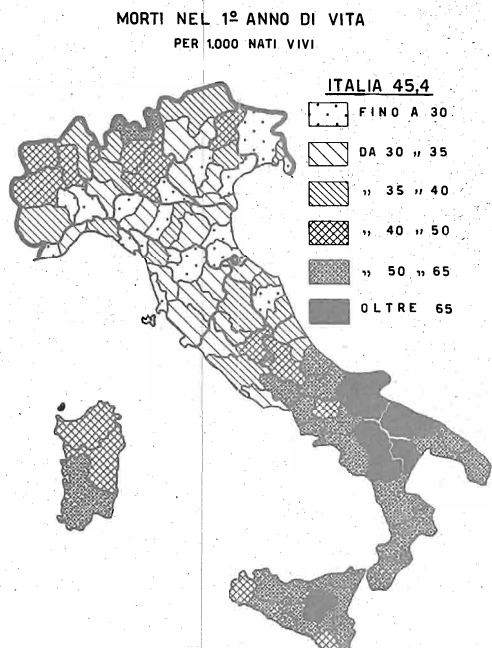 MORTI NEL 1º ANNO DI VITA
PER 1.000 NATI VIVI
ITALIA 45,4
FINO A 30
DA 30 „ 35
„ 35 „ 40
„ 40 „ 50
„ 50 „ 65
OLTRE 65